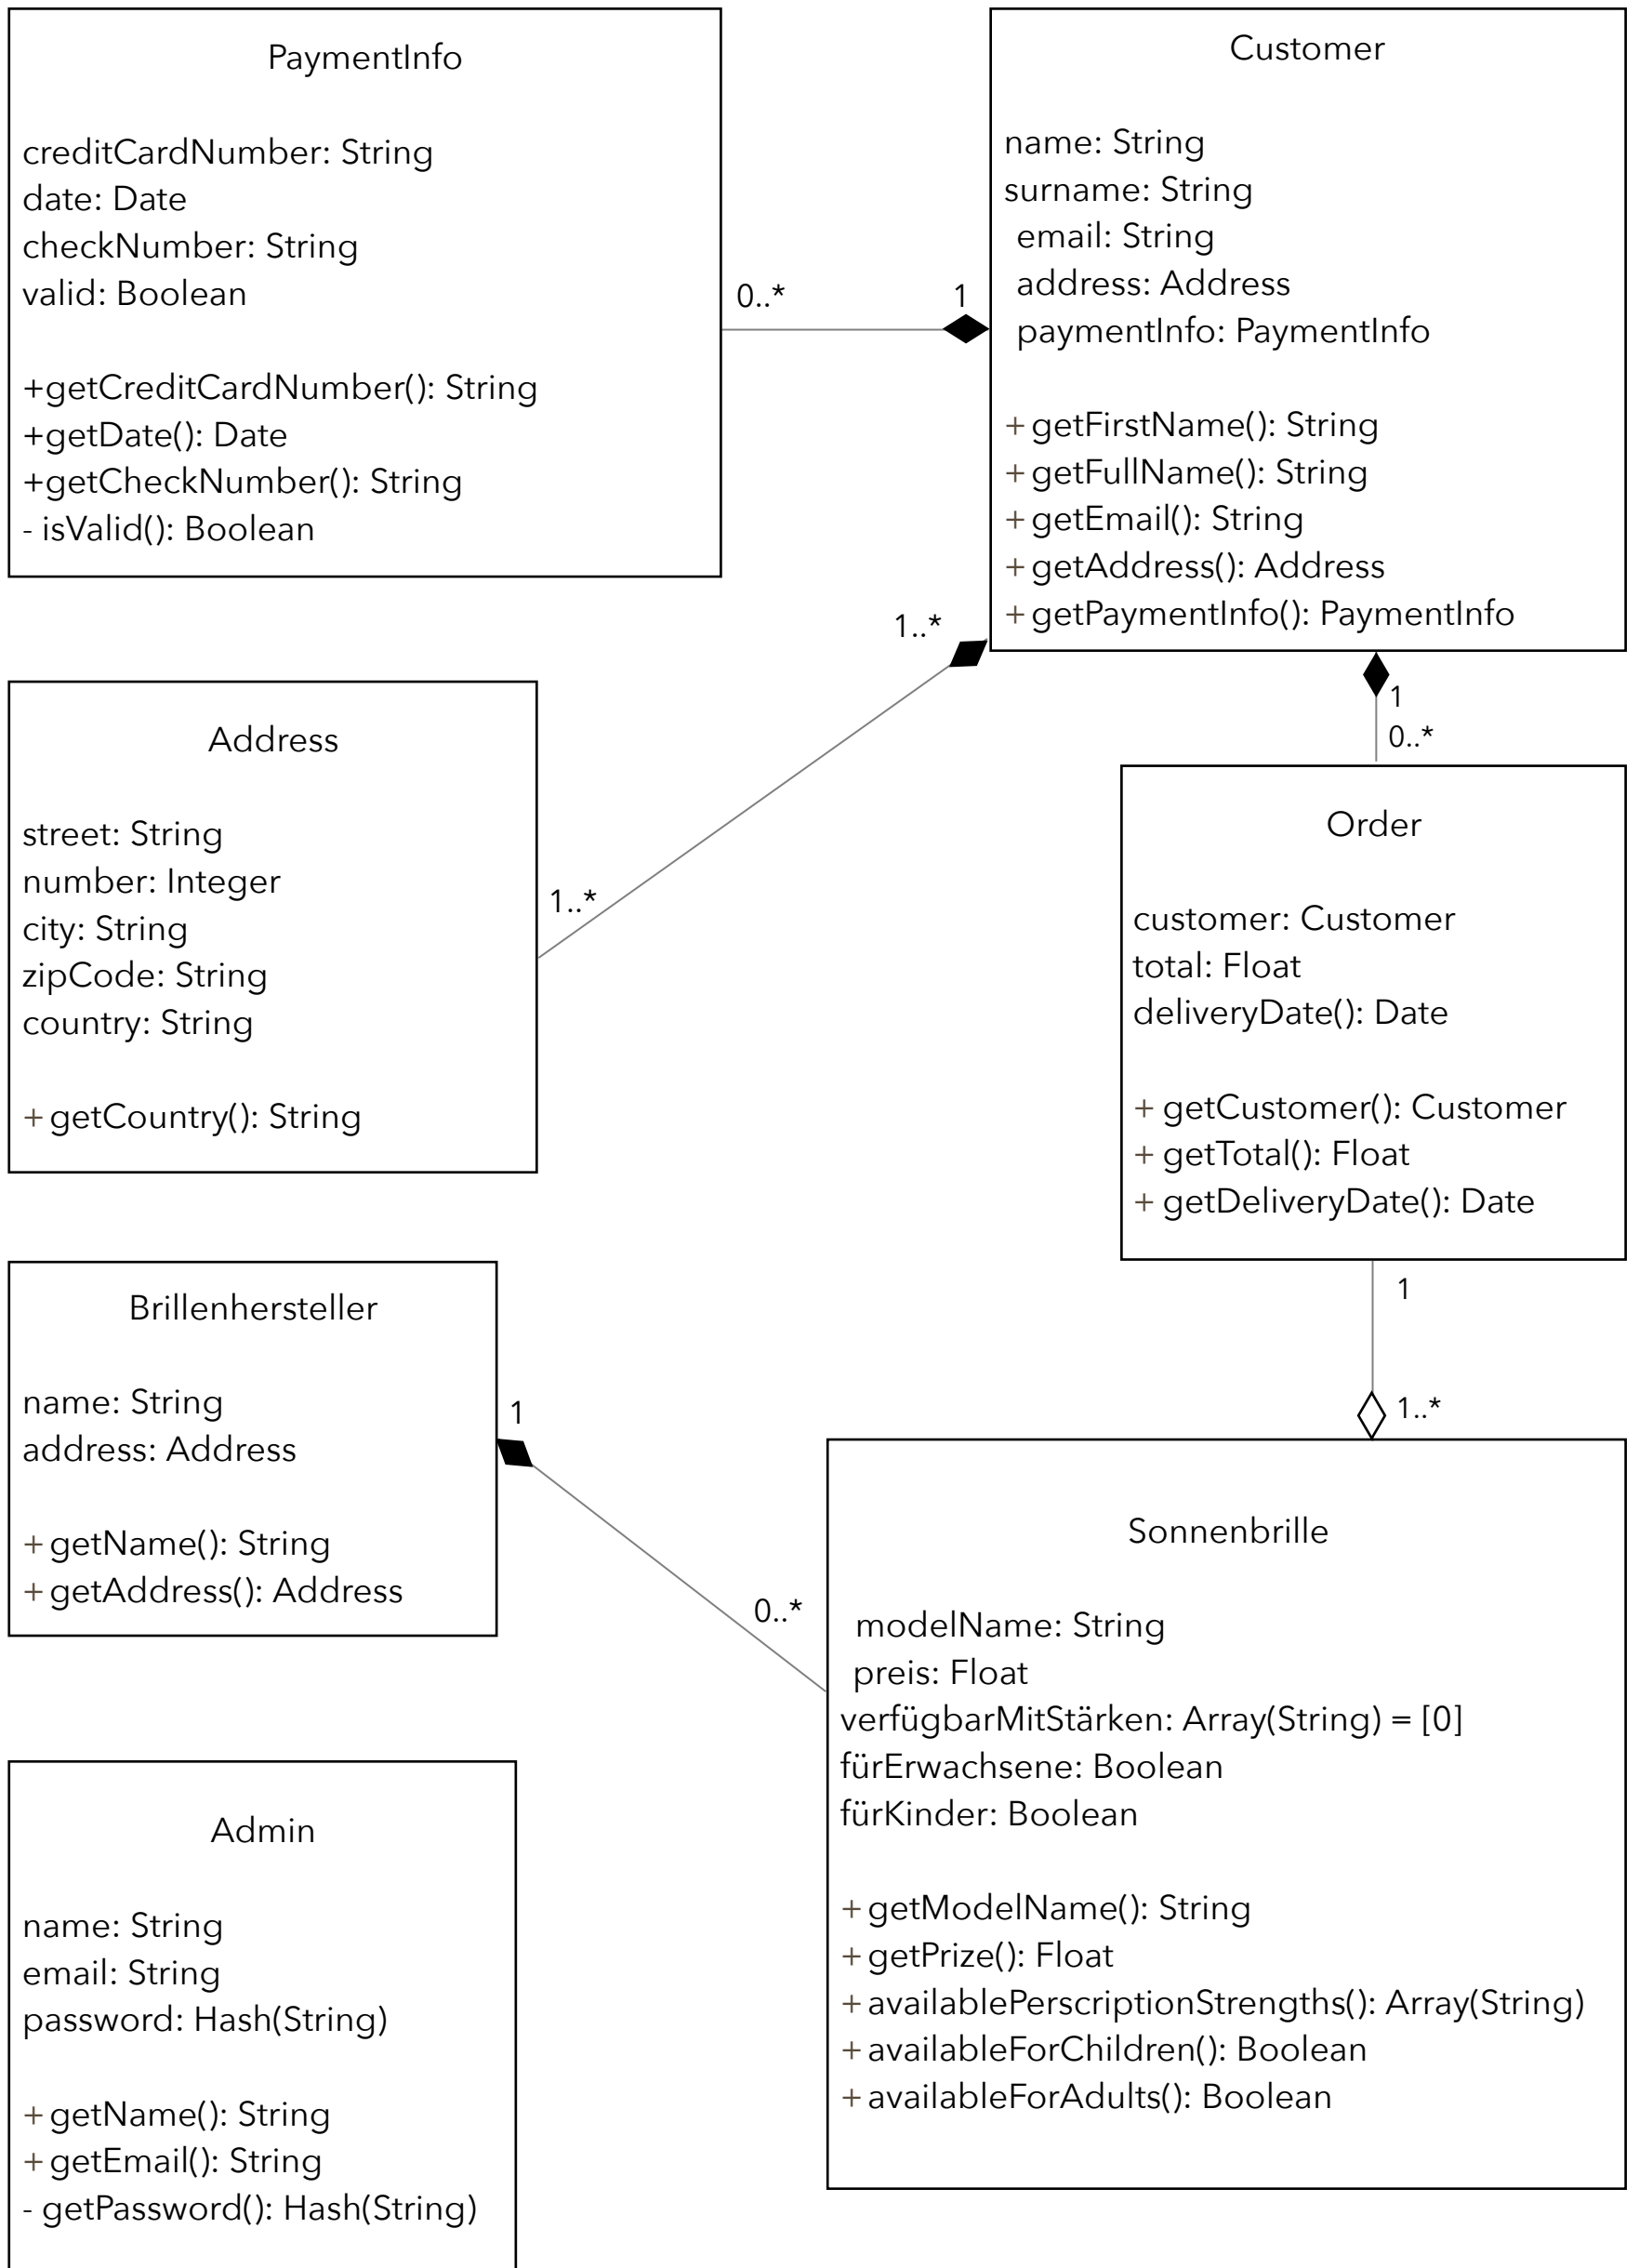 PaymentInfo
creditCardNumber: String
date: Date
checkNumber: String
valid: Boolean
+getCreditCardNumber(): String
+getDate(): Date
+getCheckNumber(): String
- isValid(): Boolean
0..*
1
Customer
name: String
surname: String
email: String
address: Address
paymentInfo: PaymentInfo
+ getFirstName(): String
+ getFullName(): String
+ getEmail(): String
+ getAddress(): Address
+ getPaymentInfo(): PaymentInfo
1..*
1
0..*
Address
street: String
number: Integer
city: String
zipCode: String
country: String
+ getCountry(): String
1..*
Order
customer: Customer
total: Float
deliveryDate(): Date
+ getCustomer(): Customer
+ getTotal(): Float
+ getDeliveryDate(): Date
1
1..*
Brillenhersteller
name: String
address: Address
+ getName(): String
+ getAddress(): Address
1
0..*
Sonnenbrille
modelName: String
preis: Float
verfügbarMitStärken: Array(String) = [0]
fürErwachsene: Boolean
fürKinder: Boolean
+ getModelName(): String
+ getPrize(): Float
+ availablePerscriptionStrengths(): Array(String)
+ availableForChildren(): Boolean
+ availableForAdults(): Boolean
Admin
name: String
email: String
password: Hash(String)
+ getName(): String
+ getEmail(): String
- getPassword(): Hash(String)